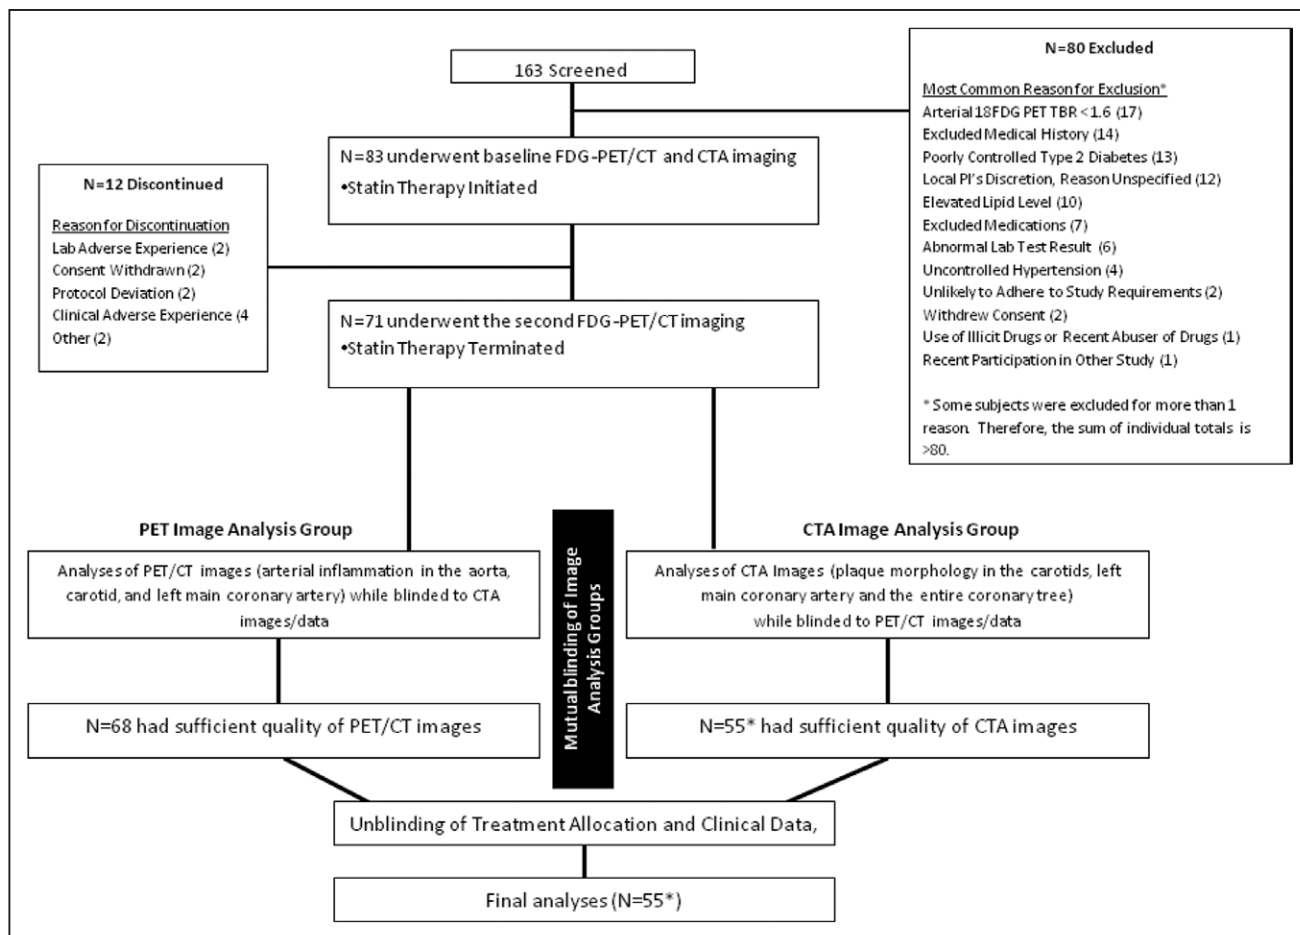 163 Screened
N=80 Excluded
Most Common Reason for Exclusion*
Arterial 18FDG PET TBR <1.6 (17)
Excluded Medical History (14)
Poorly Controlled Type 2 Diabetes (13)
Local PI's Discretion, Reason Unspecified (12)
Elevated Lipid Level (10)
Excluded Medications (7)
Abnormal Lab Test Result (6)
Uncontrolled Hypertension (4)
Unlikely to Adhere to Study Requirements (2)
Withdrew Consent (2)
Use of Illicit Drugs or Recent Abuser of Drugs (1)
Recent Participation in Other Study (1)
* Some subjects were excluded for more than 1
reason. Therefore, the sum of individual totals is
>80.
N=83 underwent baseline FDG-PET/CT and CTA imaging
•Statin Therapy Initiated
N=12 Discontinued
Reason for Discontinuation
Lab Adverse Experience (2)
Consent Withdrawn (2)
Protocol Deviation (2)
Clinical Adverse Experience (4
Other (2)
N=71 underwent the second FDG-PET/CT imaging
•Statin Therapy Terminated
PET Image Analysis Group
Analyses of PET/CT images (arterial inflammation in the aorta,
carotid, and left main coronary artery) while blinded to CTA
images/data
N=68 had sufficient quality of PET/CT images
Mutual blinding of Image
Analysis Groups
CTA Image Analysis Group
Analyses of CTA Images (plaque morphology in the carotids, left
main coronary artery and the entire coronary tree)
while blinded to PET/CT images/data
N=55* had sufficient quality of CTA images
Unblinding of Treatment Allocation and Clinical Data,
Final analyses (N=55*)